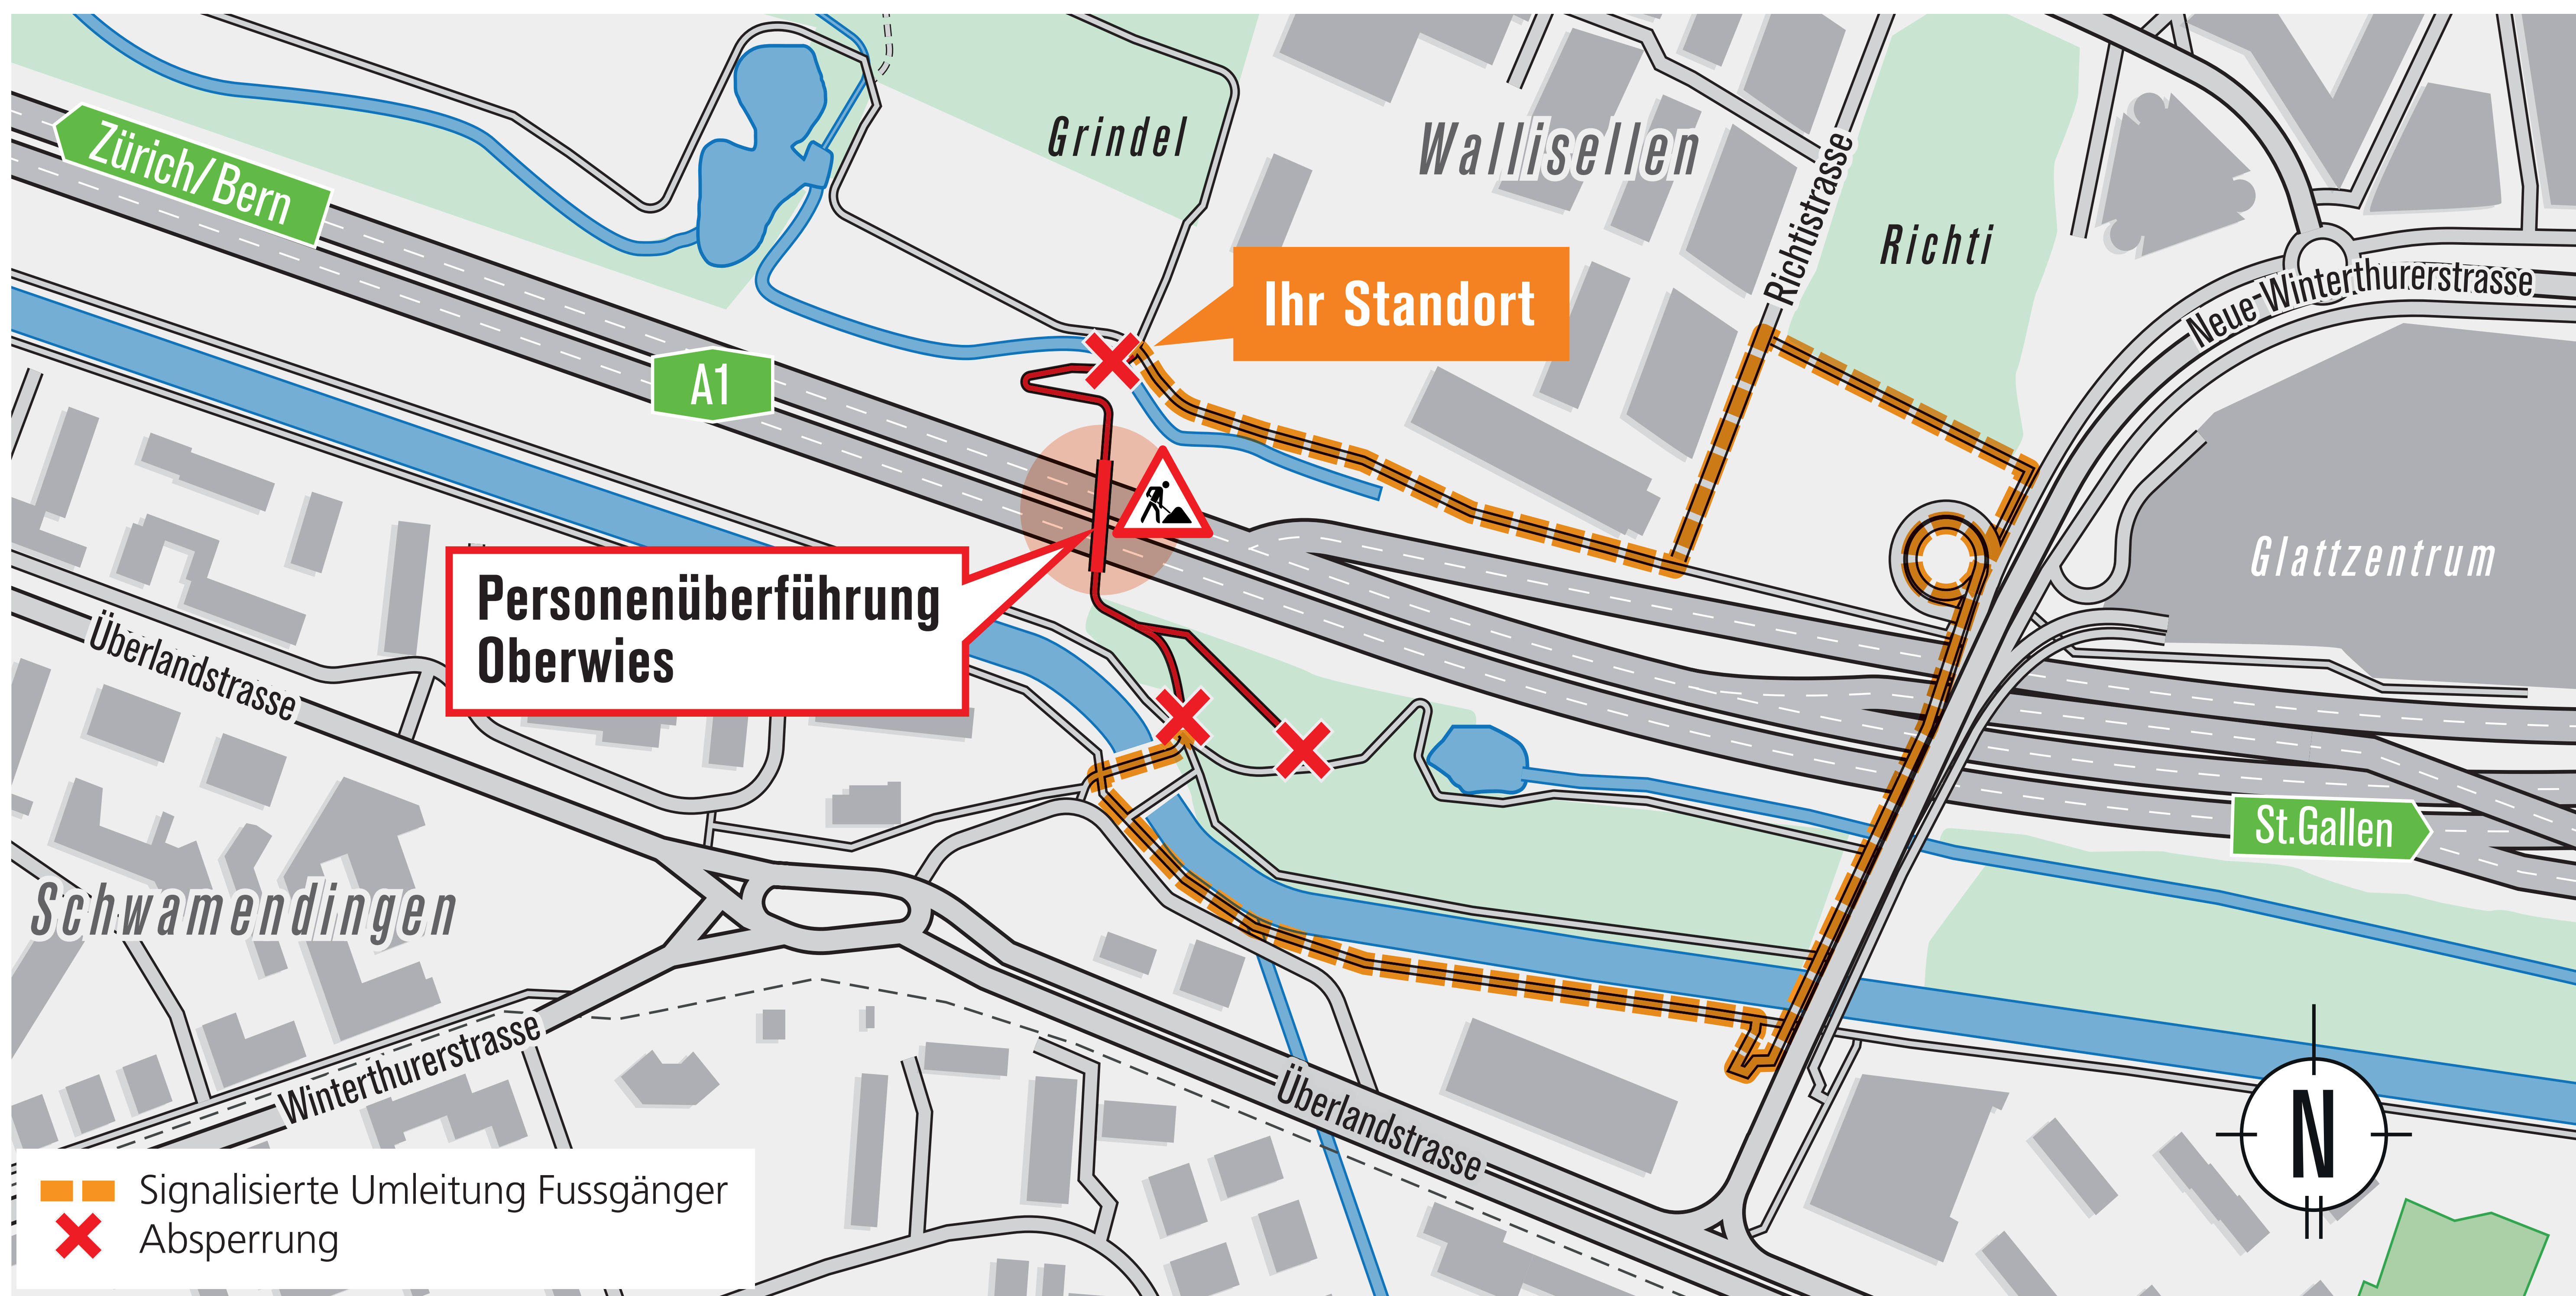 Zürich/Bern
Grindel
Wallisellen
Richtistrasse
Richti
Ihr Standort
Neue Winterthurerstrasse
A1
Glattzentrum
Personenüberführung
Oberwies
Überlandstrasse
St.Gallen
Schwamendingen
Winterthurerstrasse
Überlandstrasse
N
Signalisierte Umleitung Fussgänger
Absperrung